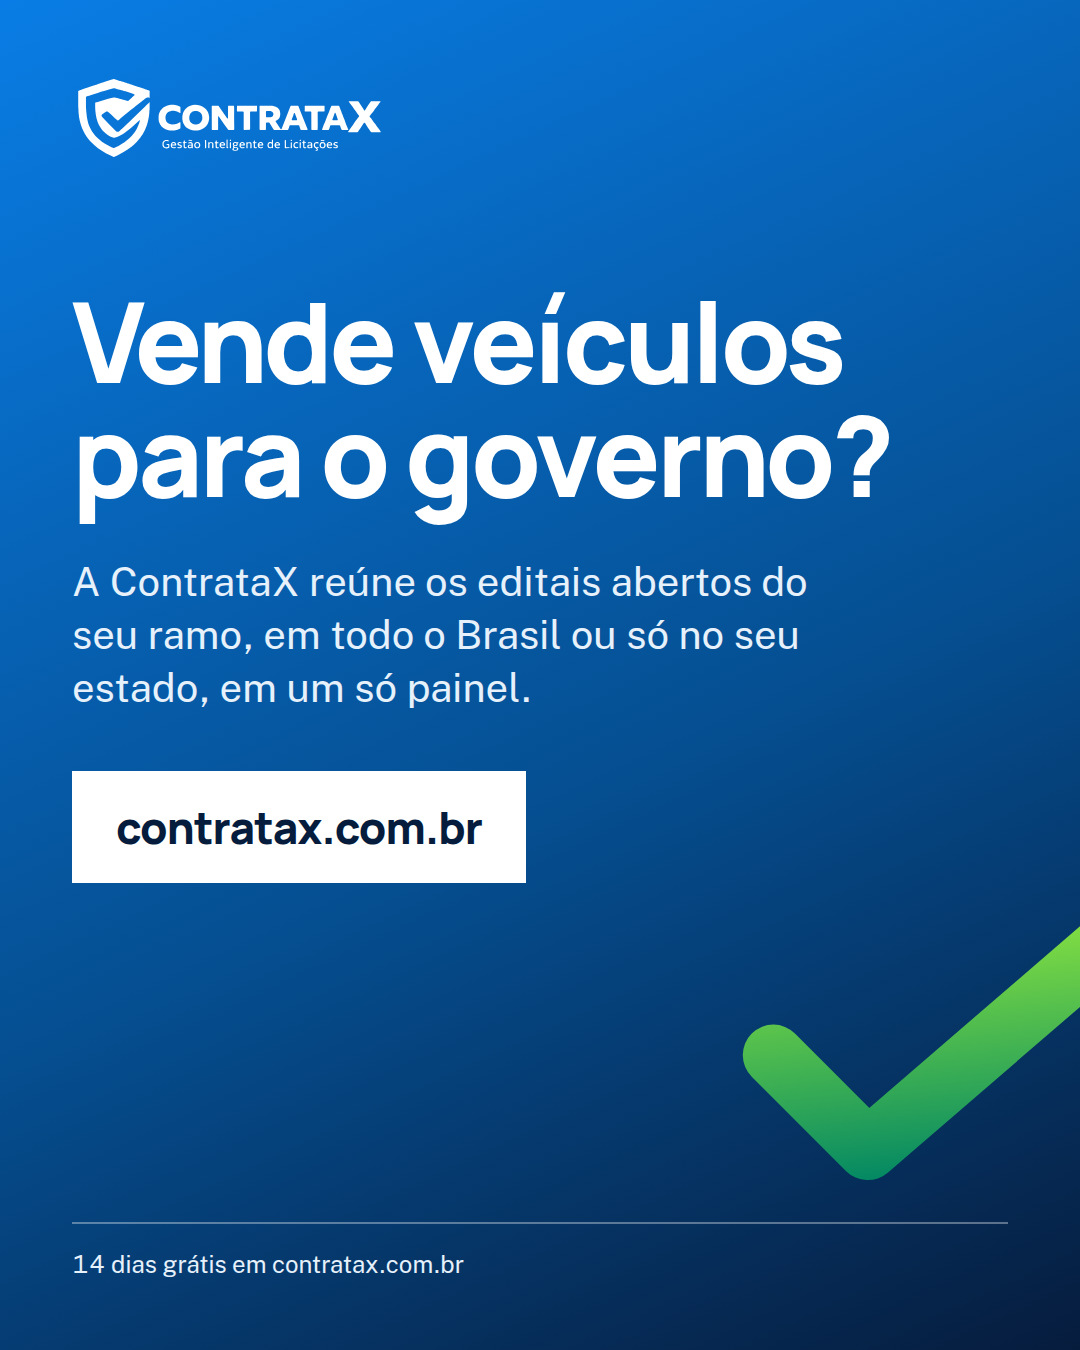 CONTRATAX
Gestão Inteligente de Licitações
Vende veículos
para o governo?
A ContrataX reúne os editais abertos do
seu ramo, em todo o Brasil ou só no seu
estado, em um só painel.
contratax.com.br
14 dias grátis em contratax.com.br